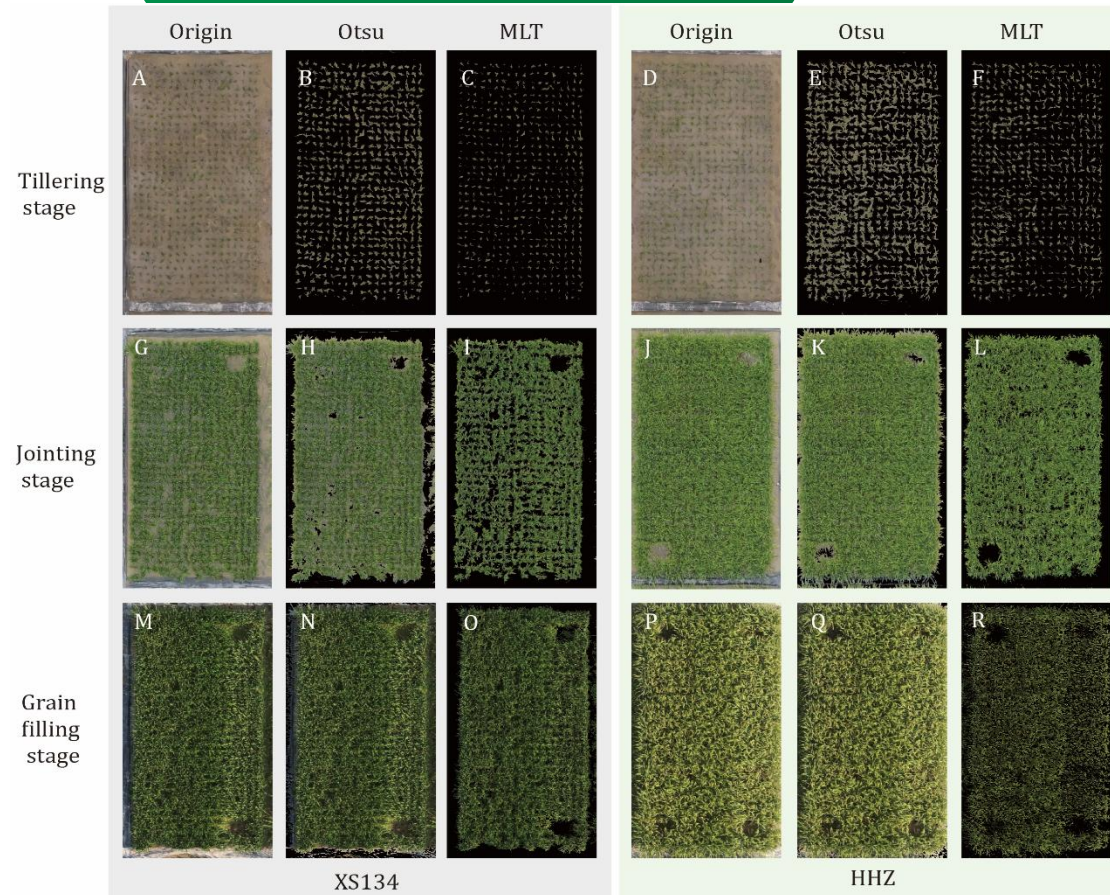 Origin Otsu MLT Origin Otsu MLT
A B C D E F
Tillering
stage
G H I J K L
Jointing
stage
M N O P Q R
Grain
filling
stage
XS134 HHZ